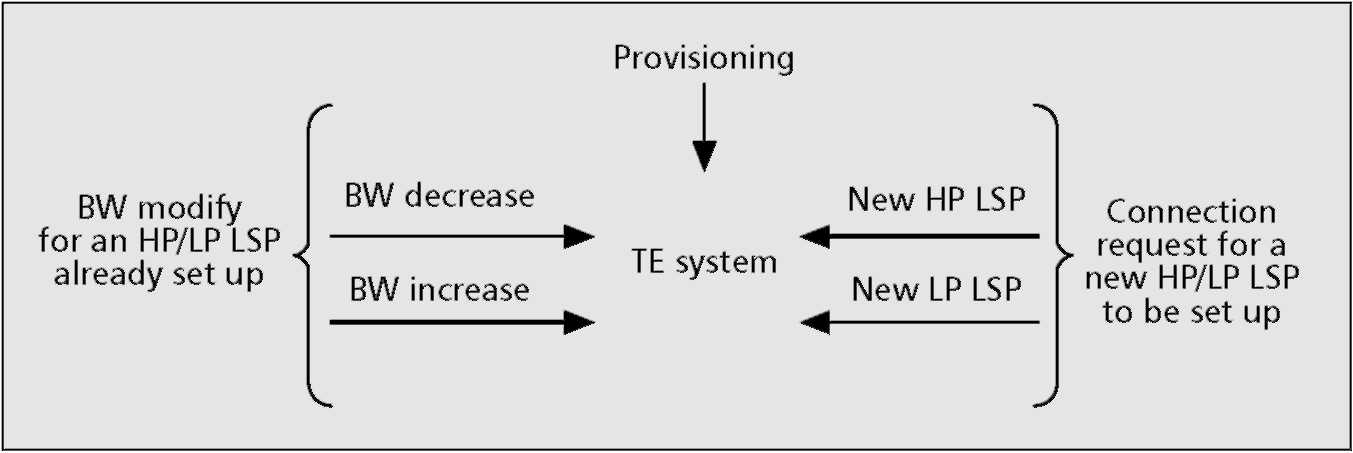 Provisioning
BW modify
for an HP/LP LSP
already set up
BW decrease
BW increase
TE system
New HP LSP
New LP LSP
Connection
request for a
new HP/LP LSP
to be set up